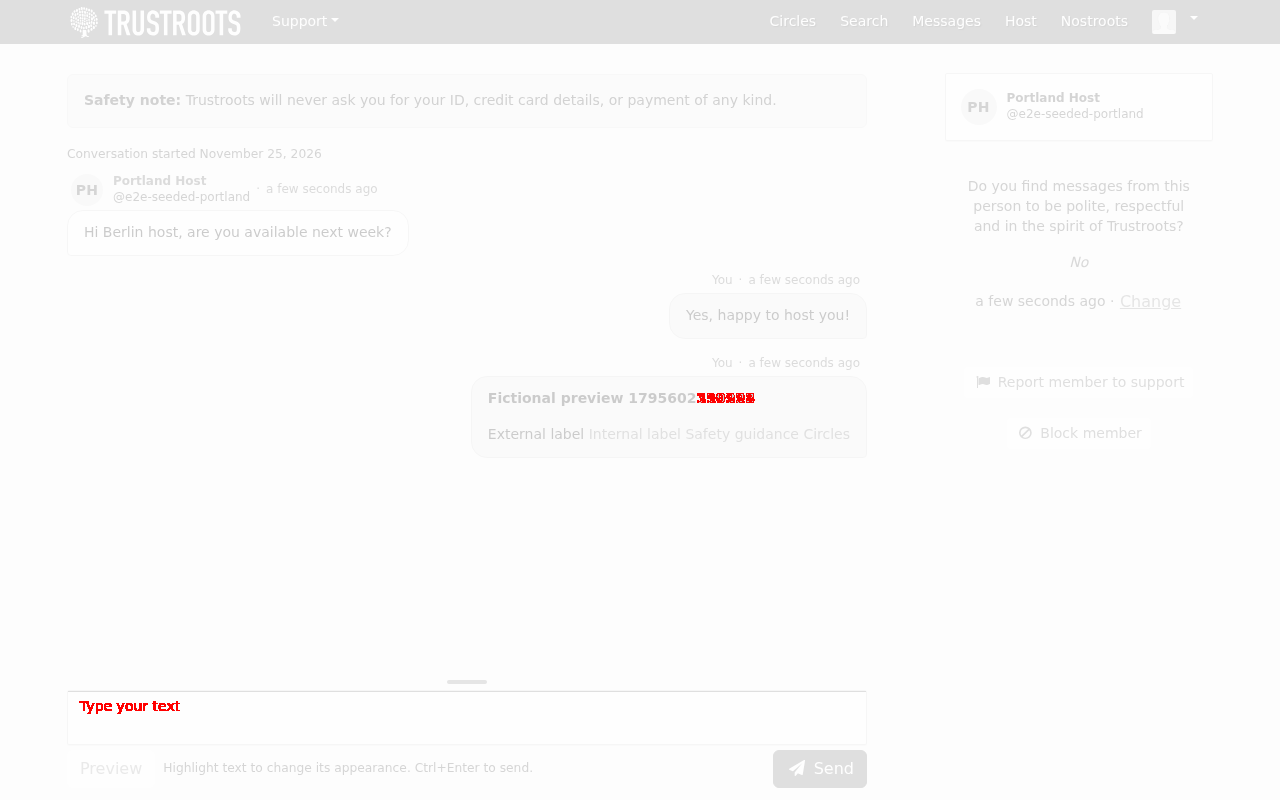 TRUSTROOTS Support Circles Search Messages Host Nostroots
Safety note: Trustroots will never ask you for your ID, credit card details, or payment of any kind.
Conversation started November 25, 2026
PH Portland Host
@e2e-seeded-portland · a few seconds ago
Hi Berlin host, are you available next week?
You · a few seconds ago
Yes, happy to host you!
You · a few seconds ago
Fictional preview
External label Internal label Safety guidance Circles
Type your text
Preview Highlight text to change its appearance. Ctrl+Enter to send. Send
PH Portland Host
@e2e-seeded-portland
Do you find messages from this
person to be polite, respectful
and in the spirit of Trustroots?
No
a few seconds ago · Change
Report member to support
Block member